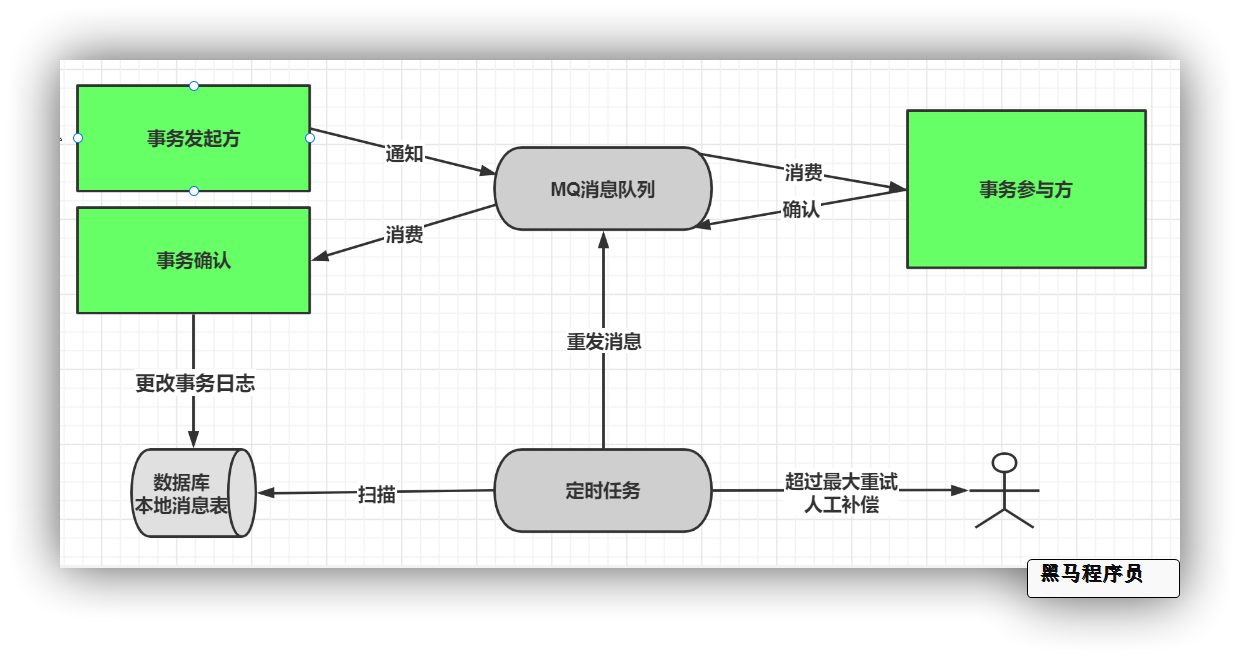 事务发起方
通知
MQ消息队列
消费
确认
事务参与方
事务确认
消费
重发消息
更改事务日志
数据库
本地消息表
扫描
定时任务
超过最大重试
人工补偿
黑马程序员